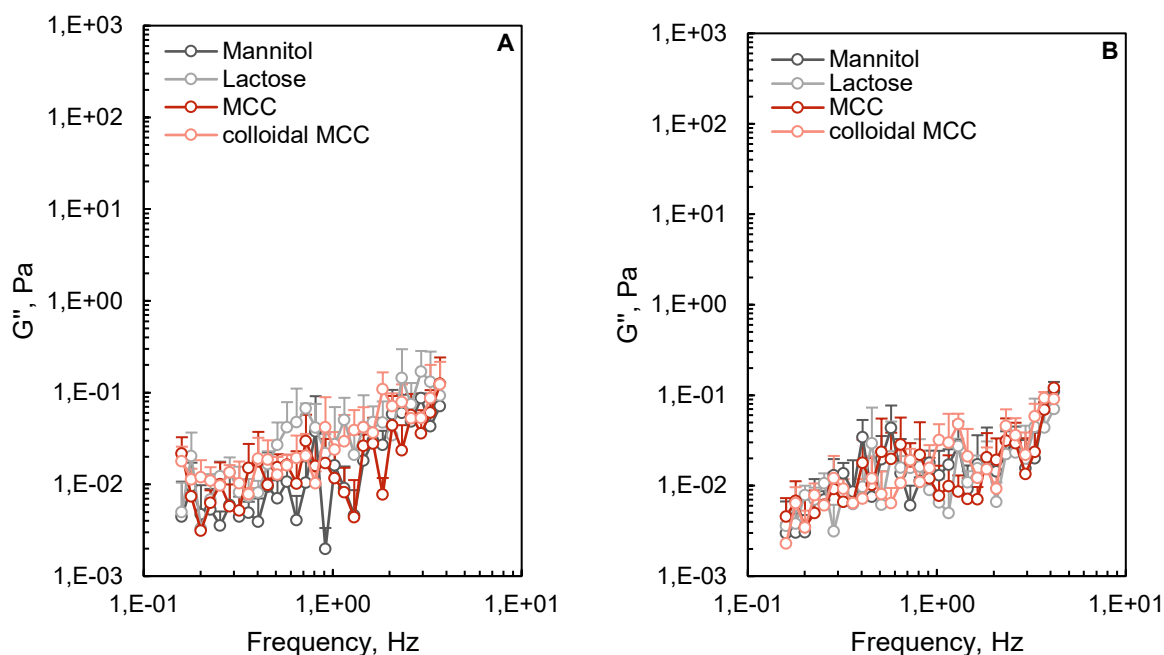 A
1,E+03
1,E+02
1,E+01
1,E+00
1,E-01
1,E-02
1,E-03
G'', Pa
Mannitol
Lactose
MCC
colloidal MCC
1,E-01 1,E+00 1,E+01
Frequency, Hz
B
1,E+03
1,E+02
1,E+01
1,E+00
1,E-01
1,E-02
1,E-03
G'', Pa
Mannitol
Lactose
MCC
colloidal MCC
1,E-01 1,E+00 1,E+01
Frequency, Hz